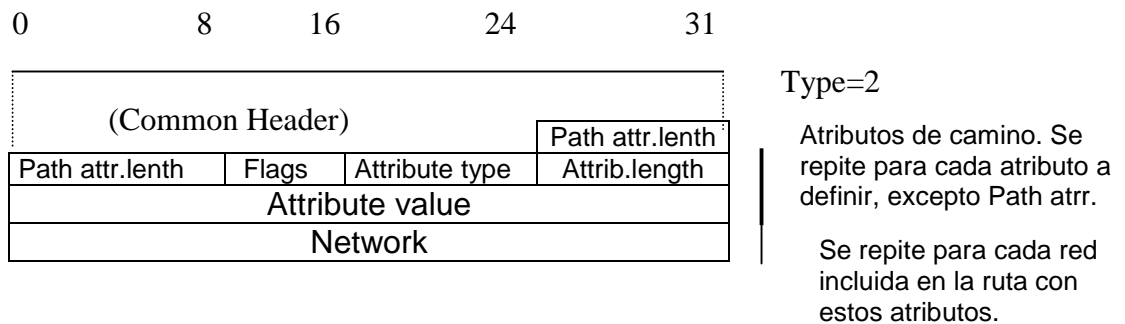 0 8 16 24 31
Type=2
(Common Header)
Path attr.lenth
Path attr.lenth Flags Attribute type Attrib.length
Attribute value
Network
Atributos de camino. Se
repite para cada atributo a
definir, excepto Path atrr.
Se repite para cada red
incluida en la ruta con
estos atributos.